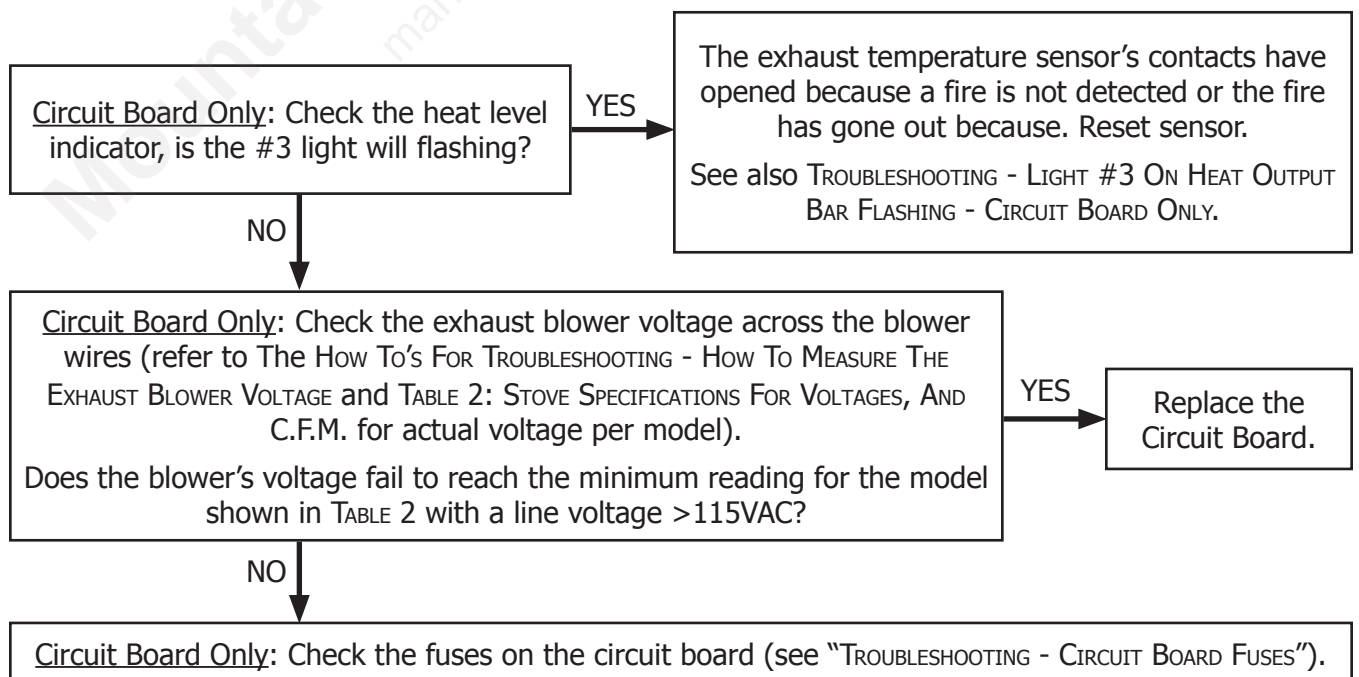 Circuit Board Only: Check the heat level
indicator, is the #3 light will flashing?
YES
The exhaust temperature sensor's contacts have
opened because a fire is not detected or the fire
has gone out because. Reset sensor.
See also Troubleshooting - Light #3 On Heat Output
Bar Flashing - Circuit Board Only.
NO
Circuit Board Only: Check the exhaust blower voltage across the blower
wires (refer to The How To's For Troubleshooting - How To Measure The
Exhaust Blower Voltage and Table 2: Stove Specifications For Voltages, And
C.F.M. for actual voltage per model).
Does the blower's voltage fail to reach the minimum reading for the model
shown in Table 2 with a line voltage >115VAC?
YES
Replace the
Circuit Board.
NO
Circuit Board Only: Check the fuses on the circuit board (see “Troubleshooting - Circuit Board Fuses”).